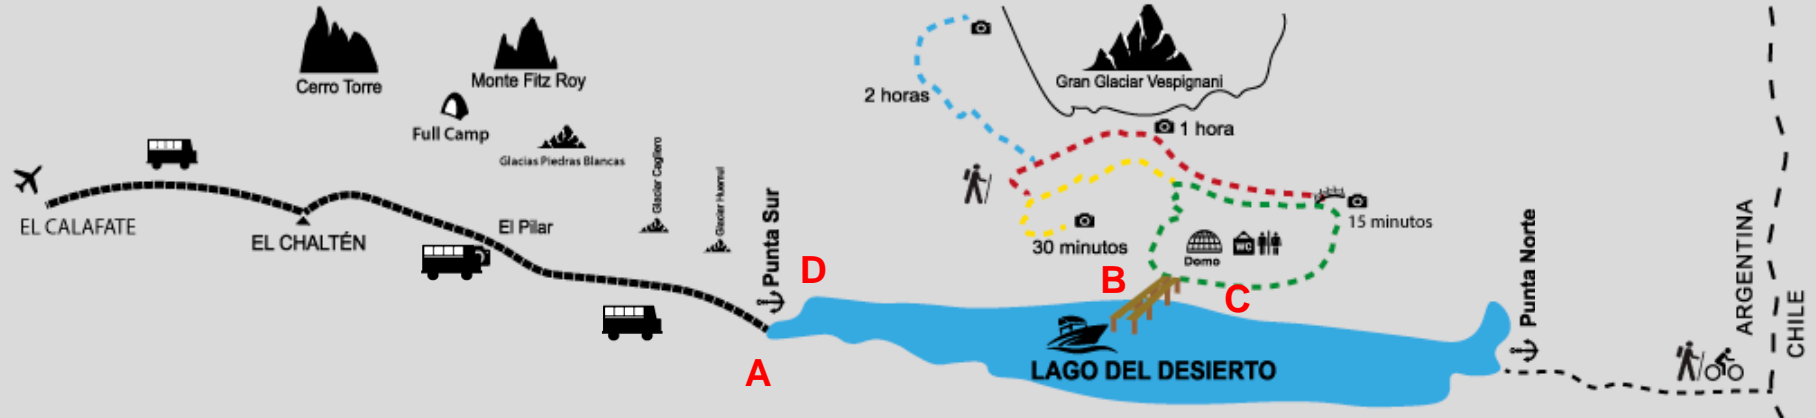 Cerro Torre
Monte Fitz Roy
Full Camp
Glacias Piedras Blancas
Glaciar Cagliero
Glaciar Huemul
EL CALAFATE
EL CHALTÉN
El Pilar
Punta Sur
A
D
2 horas
Gran Glaciar Vespignani
1 hora
15 minutos
30 minutos
Domo
WC
B
C
LAGO DEL DESIERTO
Punta Norte
ARGENTINA
CHILE